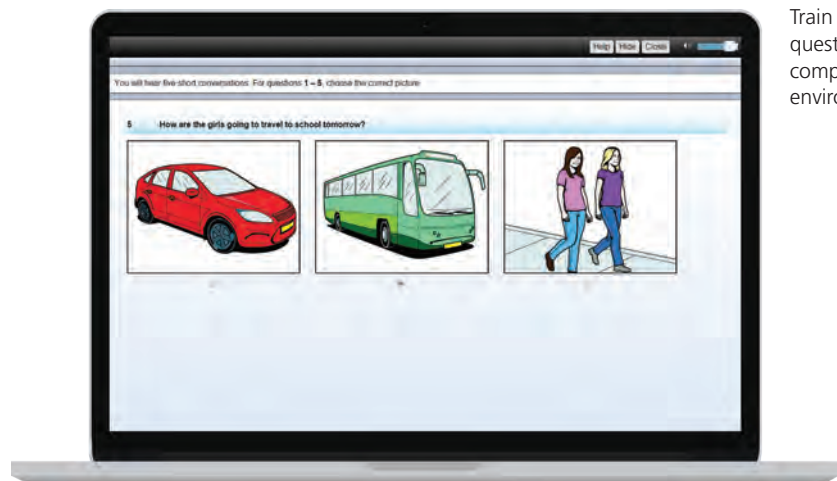 Train
quest
comp
enviro
Help Hide Close
You will hear five short conversations. For questions 1 – 5, choose the correct picture.
5 How are the girls going to travel to school tomorrow?